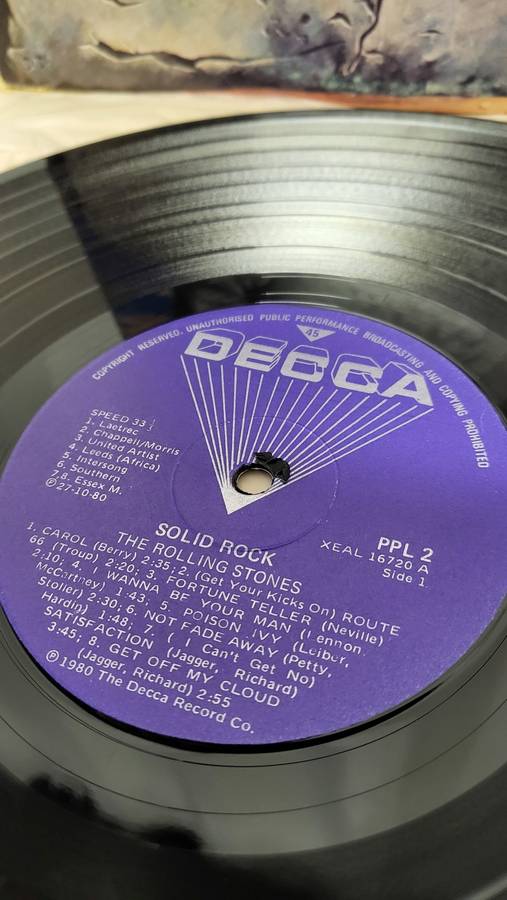 COPYRIGHT RESERVED, UNAUTHORISED PUBLIC PERFORMANCE BROADCASTING AND COPYING PROHIBITED
45
DECCA
SPEED 33⅓
1. Laetrec
2. Chappell/Morris
3. United Artist
4. Leeds (Africa)
5. Intersong
6. Southern
7,8. Essex M.
℗27-10-80
PPL 2
XEAL 16720 A
Side 1
SOLID ROCK
THE ROLLING STONES
1. CAROL (Berry) 2:35; 2. (Get Your Kicks On) ROUTE
66 (Troup) 2:20; 3. FORTUNE TELLER (Neville)
2:10; 4. I WANNA BE YOUR MAN (Lennon,
McCartney) 1:43; 5. POISON IVY (Leiber,
Stoller) 2:30; 6. NOT FADE AWAY (Petty,
Hardin) 1:48; 7. ( I Can't Get No)
SATISFACTION (Jagger, Richard)
3:45; 8. GET OFF MY CLOUD
(Jagger, Richard) 2:55
℗1980 The Decca Record Co.